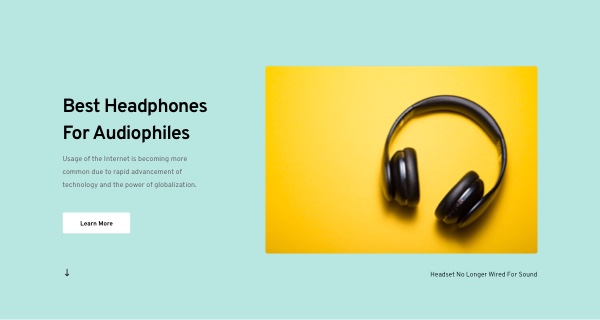 Best Headphones
For Audiophiles
Usage of the Internet is becoming more
common due to rapid advancement of
technology and the power of globalization.
Learn More
↓
Headset No Longer Wired For Sound